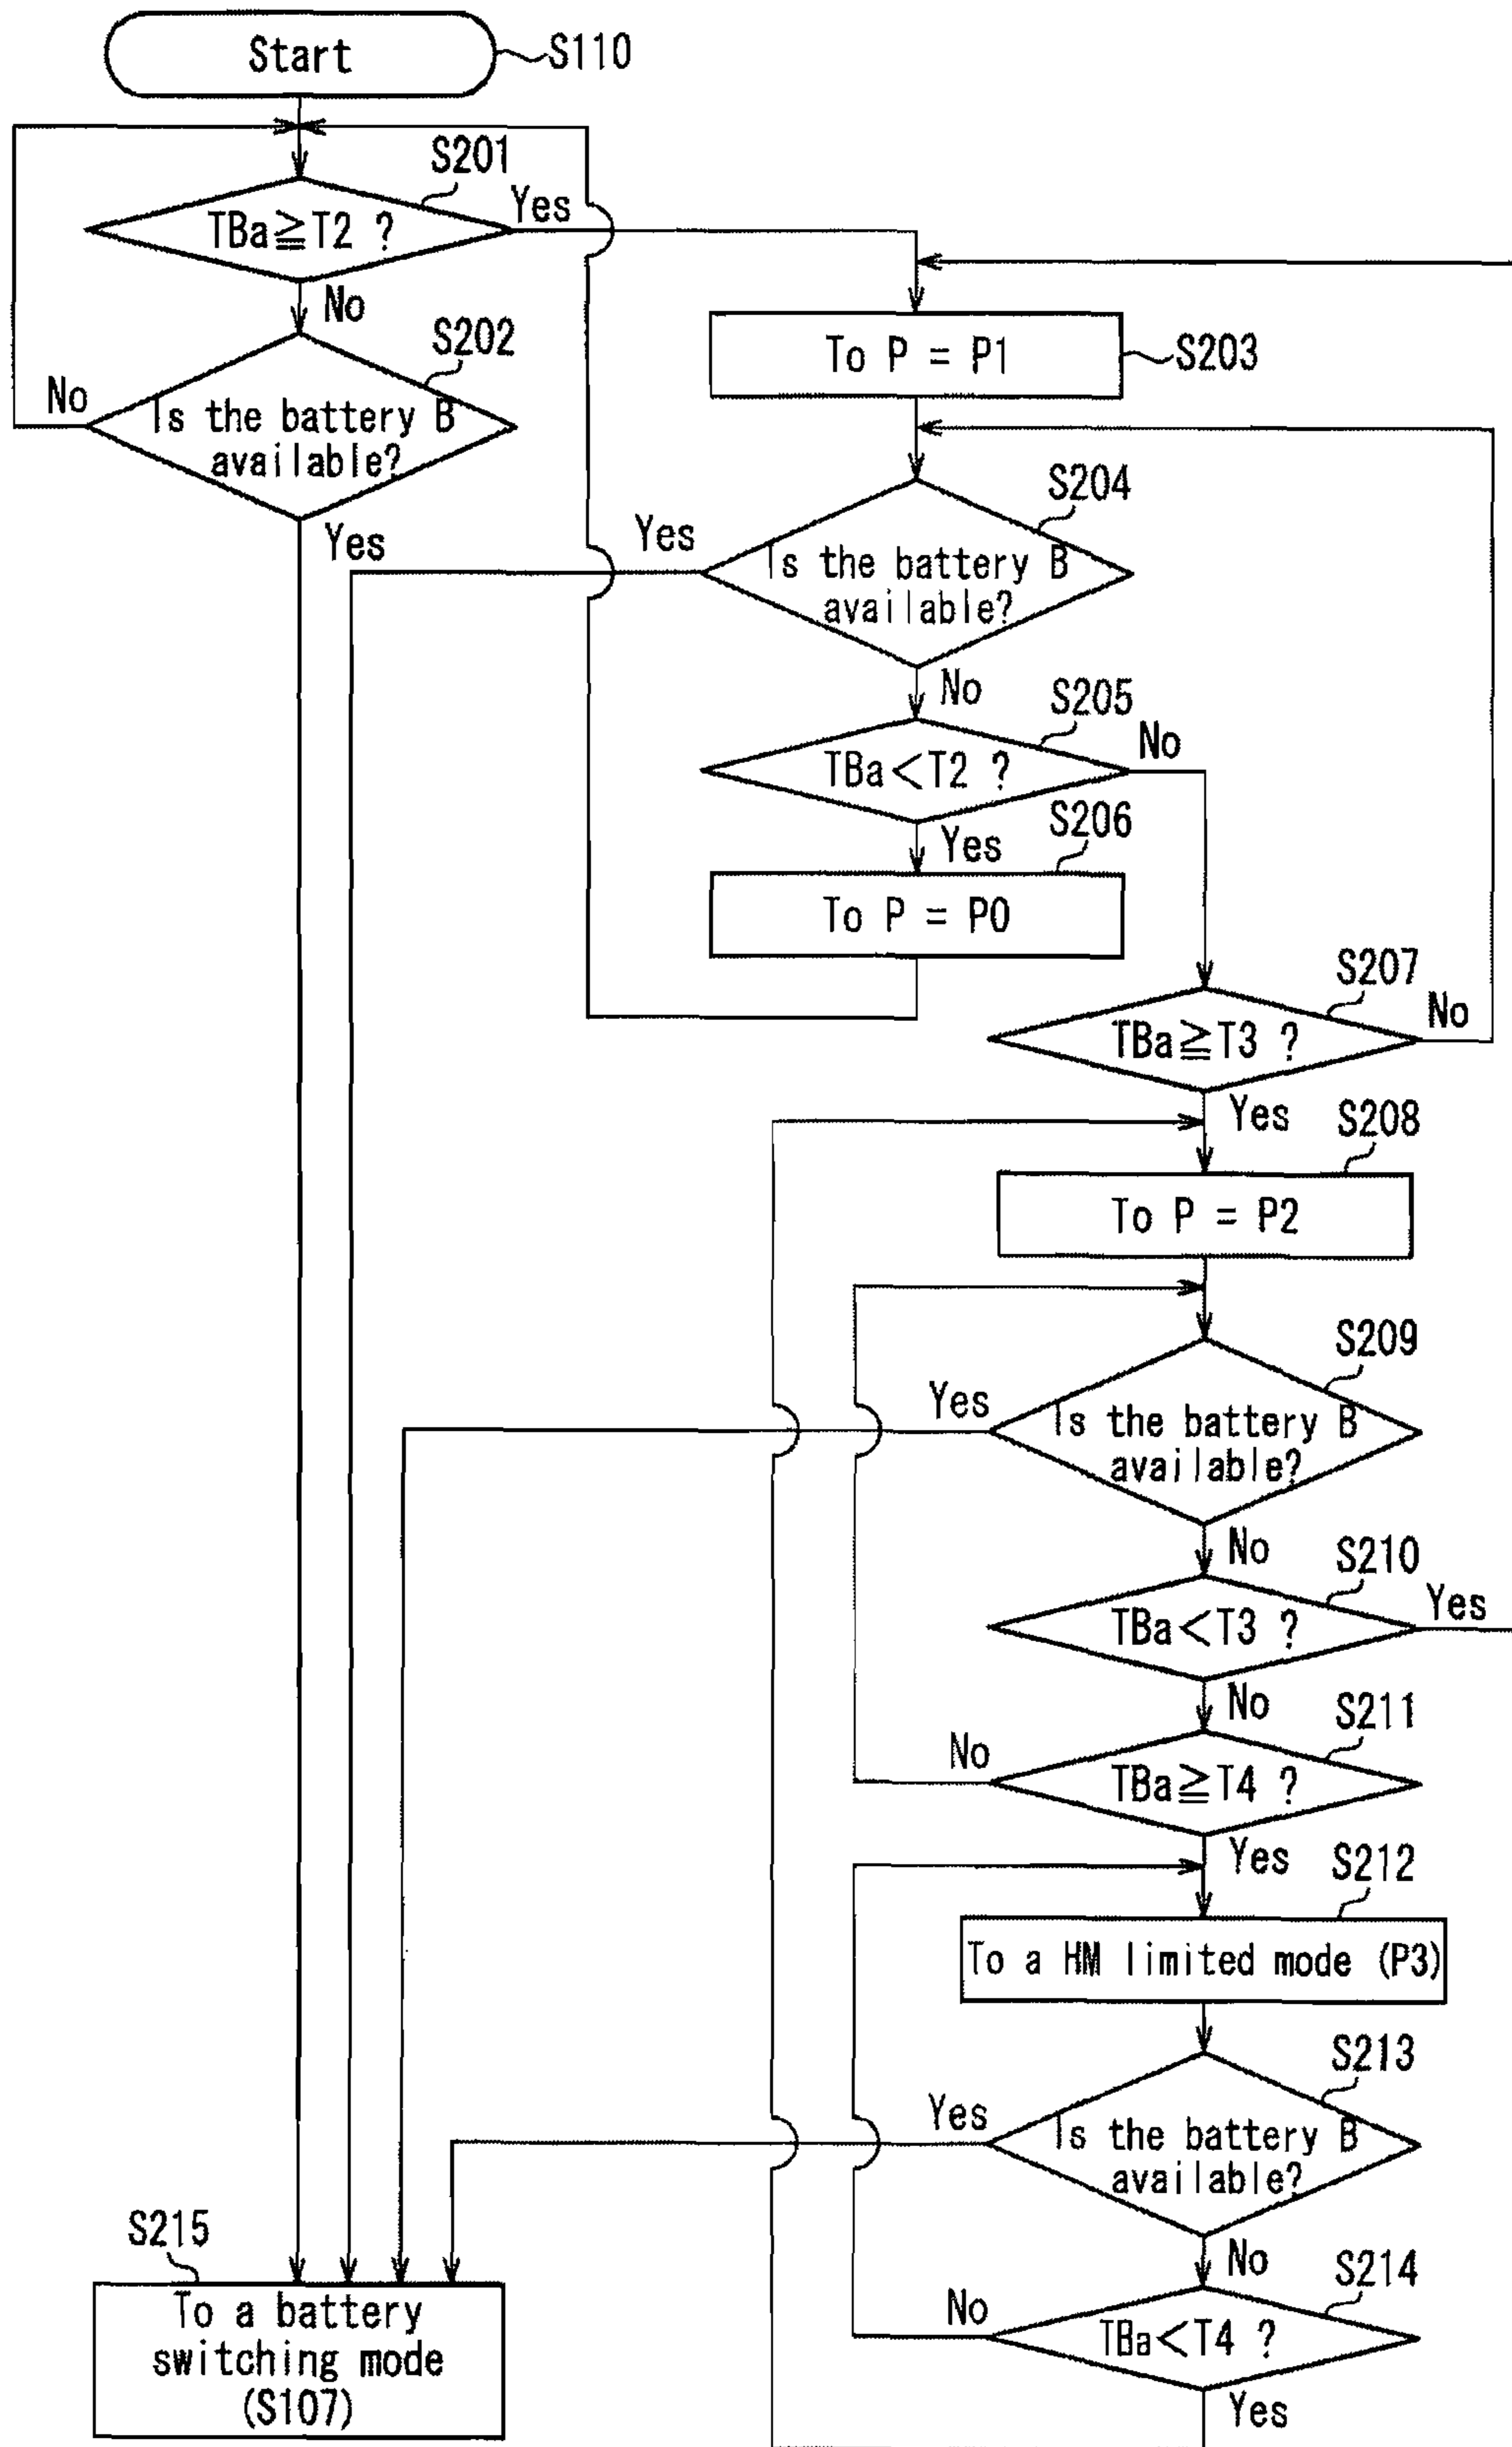 Start
S110
S201
TBa≧T2 ?
Yes
No
S202
Is the battery B
available?
No
Yes
To P = P1
S203
S204
Yes
Is the battery B
available?
No
S205
TBa<T2 ?
No
Yes
S206
To P = P0
S207
TBa≧T3 ?
No
Yes
S208
To P = P2
S209
Yes
Is the battery B
available?
No
S210
TBa<T3 ?
Yes
No
S211
No
TBa≧T4 ?
Yes
S212
To a HM limited mode (P3)
S213
Yes
Is the battery B
available?
No
S214
No
TBa<T4 ?
Yes
S215
To a battery
switching mode
(S107)